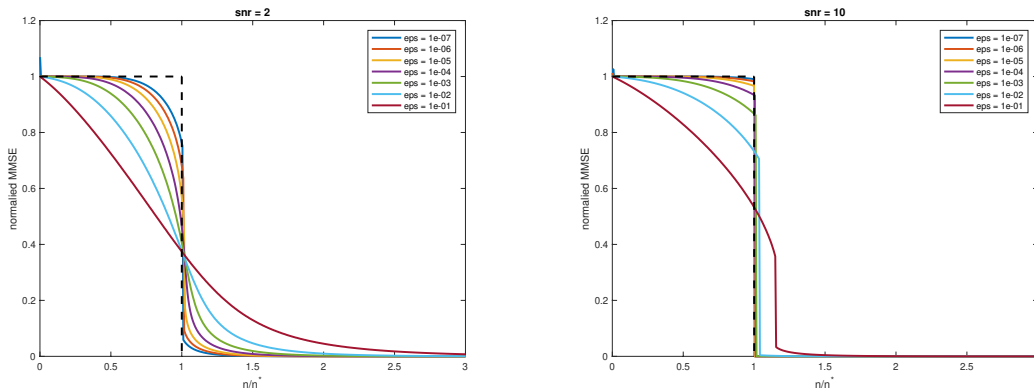 snr = 2
normalied MMSE
1.2
1
0.8
0.6
0.4
0.2
0
0
0.5
1
1.5
2
2.5
3
n/n*
eps = 1e-07
eps = 1e-06
eps = 1e-05
eps = 1e-04
eps = 1e-03
eps = 1e-02
eps = 1e-01
snr = 10
normalied MMSE
1.2
1
0.8
0.6
0.4
0.2
0
0
0.5
1
1.5
2
2.5
3
n/n*
eps = 1e-07
eps = 1e-06
eps = 1e-05
eps = 1e-04
eps = 1e-03
eps = 1e-02
eps = 1e-01